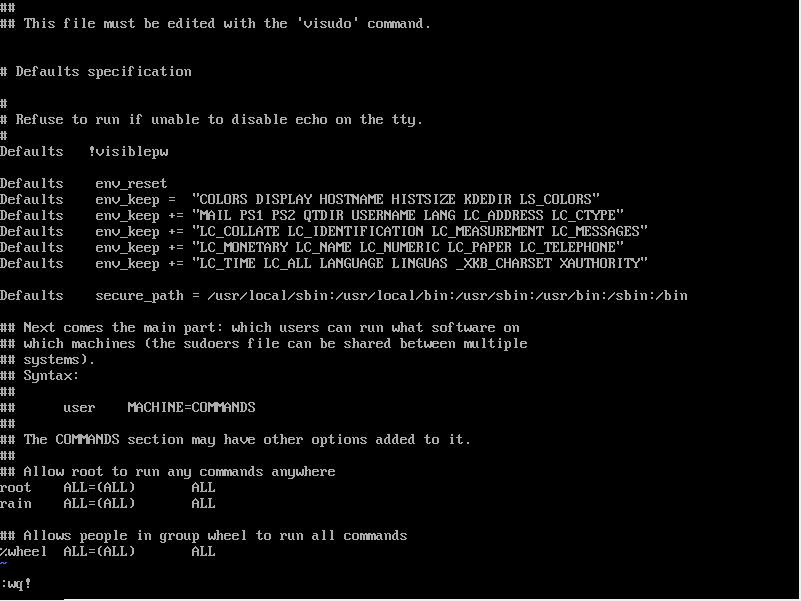 ##
## This file must be edited with the 'visudo' command.
# Defaults specification
#
# Refuse to run if unable to disable echo on the tty.
#
Defaults   !visiblepw
Defaults    env_reset
Defaults    env_keep =  "COLORS DISPLAY HOSTNAME HISTSIZE KDEDIR LS_COLORS"
Defaults    env_keep += "MAIL PS1 PS2 QTDIR USERNAME LANG LC_ADDRESS LC_CTYPE"
Defaults    env_keep += "LC_COLLATE LC_IDENTIFICATION LC_MEASUREMENT LC_MESSAGES"
Defaults    env_keep += "LC_MONETARY LC_NAME LC_NUMERIC LC_PAPER LC_TELEPHONE"
Defaults    env_keep += "LC_TIME LC_ALL LANGUAGE LINGUAS _XKB_CHARSET XAUTHORITY"
Defaults    secure_path = /usr/local/sbin:/usr/local/bin:/usr/sbin:/usr/bin:/sbin:/bin
## Next comes the main part: which users can run what software on
## which machines (the sudoers file can be shared between multiple
## systems).
## Syntax:
##
##      user    MACHINE=COMMANDS
##
## The COMMANDS section may have other options added to it.
##
## Allow root to run any commands anywhere
root    ALL=(ALL)       ALL
rain    ALL=(ALL)       ALL
## Allows people in group wheel to run all commands
%wheel  ALL=(ALL)       ALL
~
:wq!